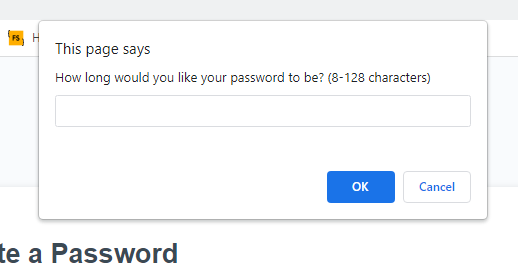 FS H
This page says
How long would you like your password to be? (8-128 characters)
OK Cancel
te a Password